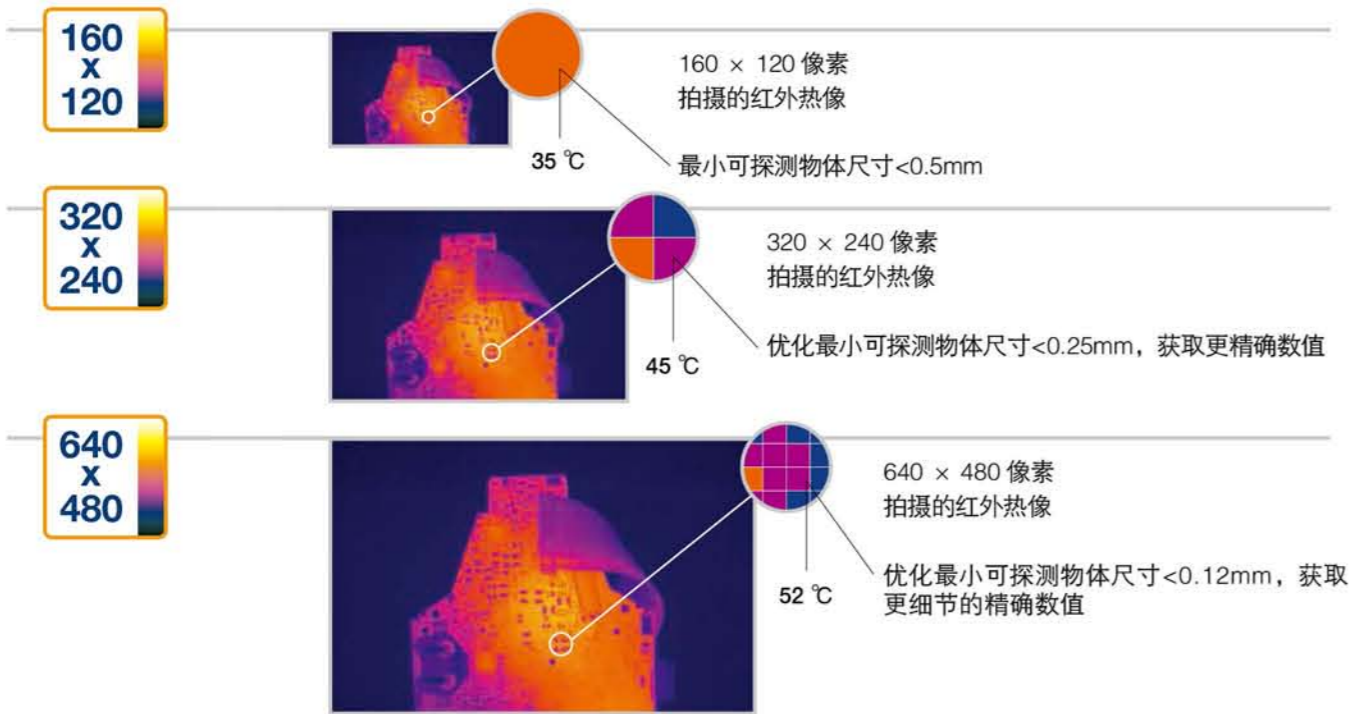 160
x
120
160 × 120 像素
拍摄的红外热像
35 ℃
最小可探测物体尺寸<0.5mm
320
x
240
320 × 240 像素
拍摄的红外热像
45 ℃
优化最小可探测物体尺寸<0.25mm，获取更精确数值
640
x
480
640 × 480 像素
拍摄的红外热像
52 ℃
优化最小可探测物体尺寸<0.12mm，获取
更细节的精确数值